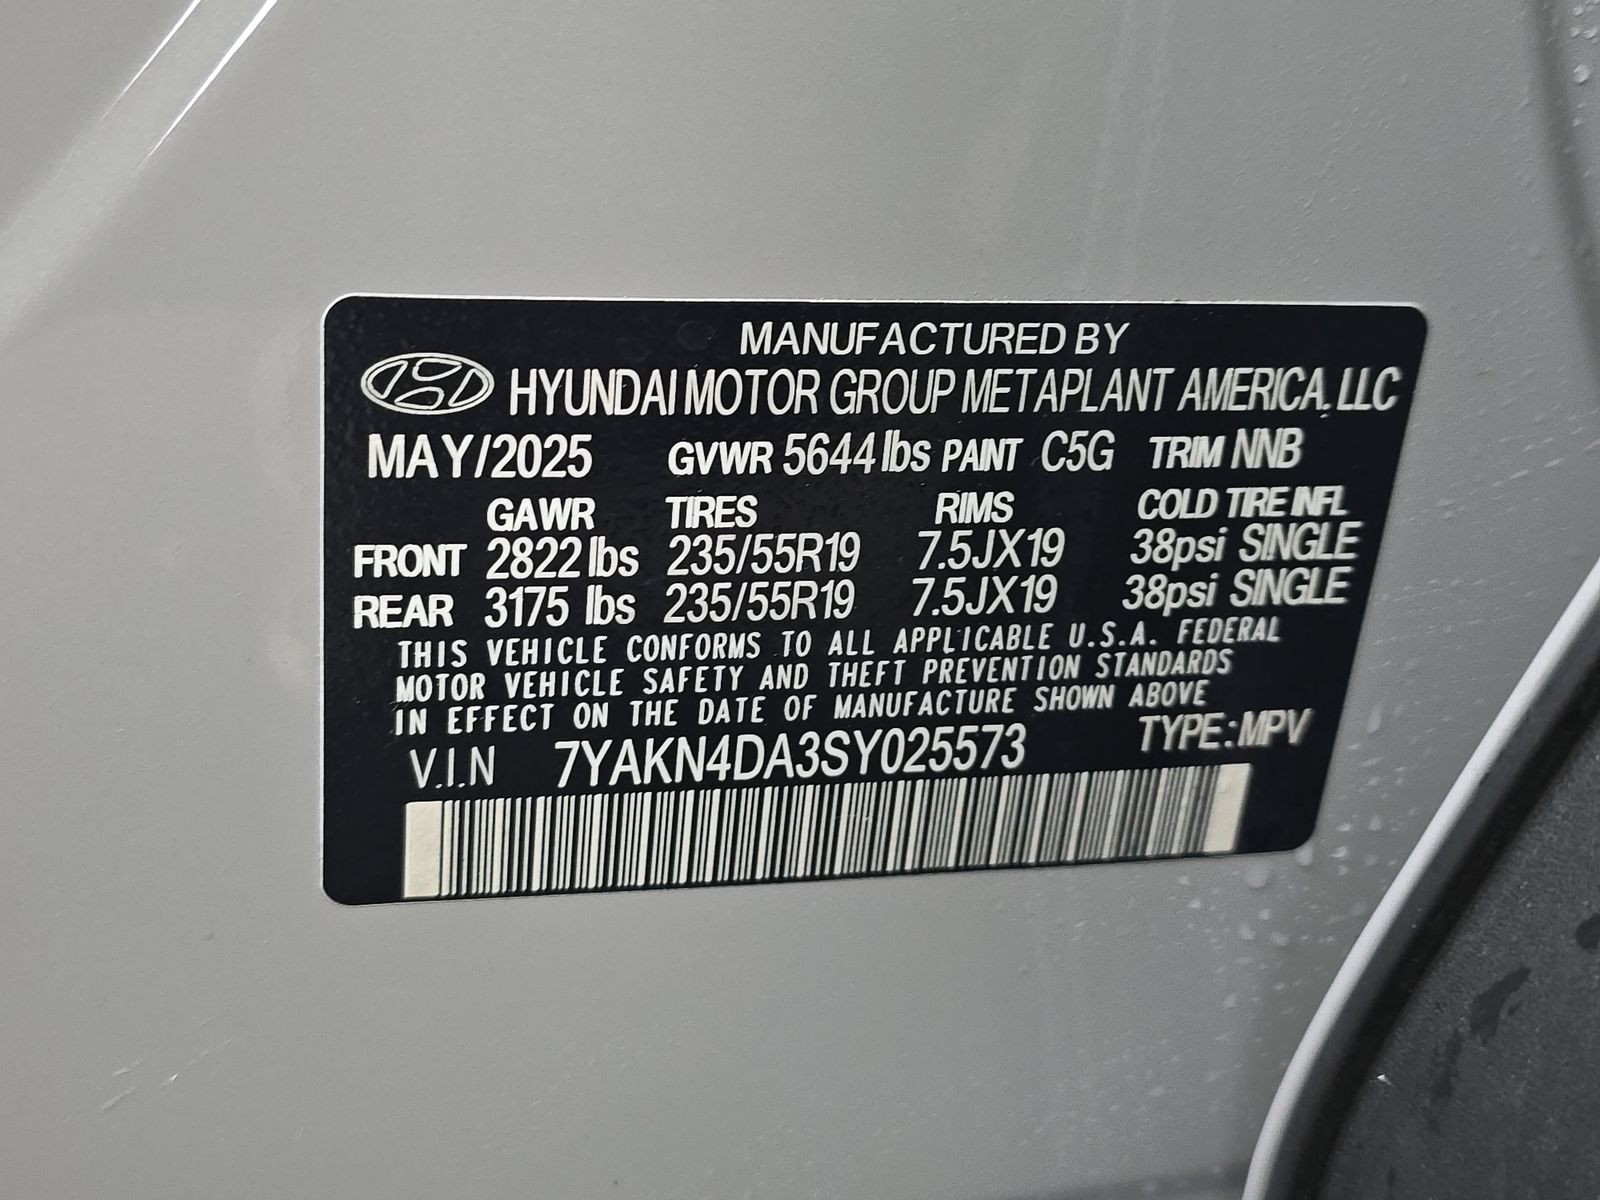 MANUFACTURED BY
HYUNDAI MOTOR GROUP METAPLANT AMERICA, LLC
MAY/2025 GVWR 5644 lbs PAINT C5G TRIM NNB
GAWR TIRES RIMS COLD TIRE INFL
FRONT 2822 lbs 235/55R19 7.5JX19 38psi SINGLE
REAR 3175 lbs 235/55R19 7.5JX19 38psi SINGLE
THIS VEHICLE CONFORMS TO ALL APPLICABLE U.S.A. FEDERAL
MOTOR VEHICLE SAFETY AND THEFT PREVENTION STANDARDS
IN EFFECT ON THE DATE OF MANUFACTURE SHOWN ABOVE
V.I.N 7YAKN4DA3SY025573 TYPE:MPV